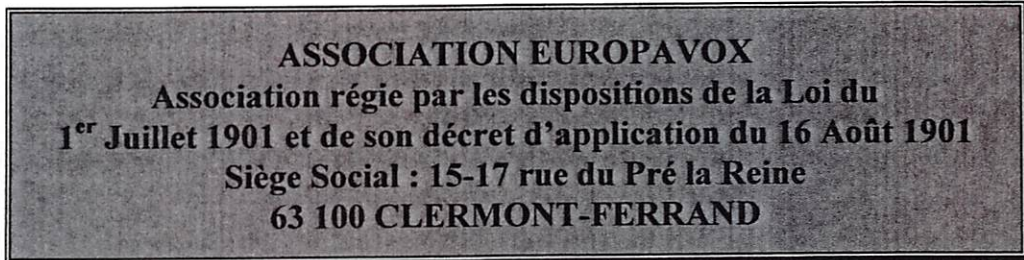 ASSOCIATION EUROPAVOX
Association régie par les dispositions de la Loi du
1er Juillet 1901 et de son décret d'application du 16 Août 1901
Siège Social : 15-17 rue du Pré la Reine
63 100 CLERMONT-FERRAND